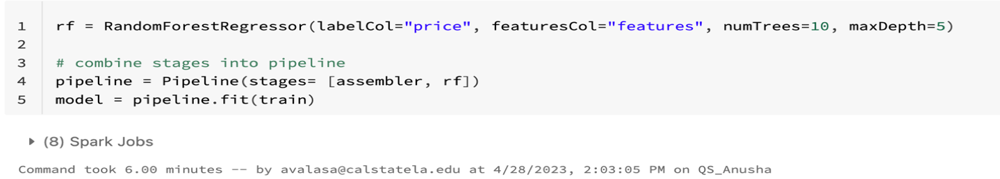 1 rf = RandomForestRegressor(labelCol="price", featuresCol="features", numTrees=10, maxDepth=5)
2
3 # combine stages into pipeline
4 pipeline = Pipeline(stages= [assembler, rf])
5 model = pipeline.fit(train)
(8) Spark Jobs
Command took 6.00 minutes -- by avalasa@calstatela.edu at 4/28/2023, 2:03:05 PM on QS_Anusha